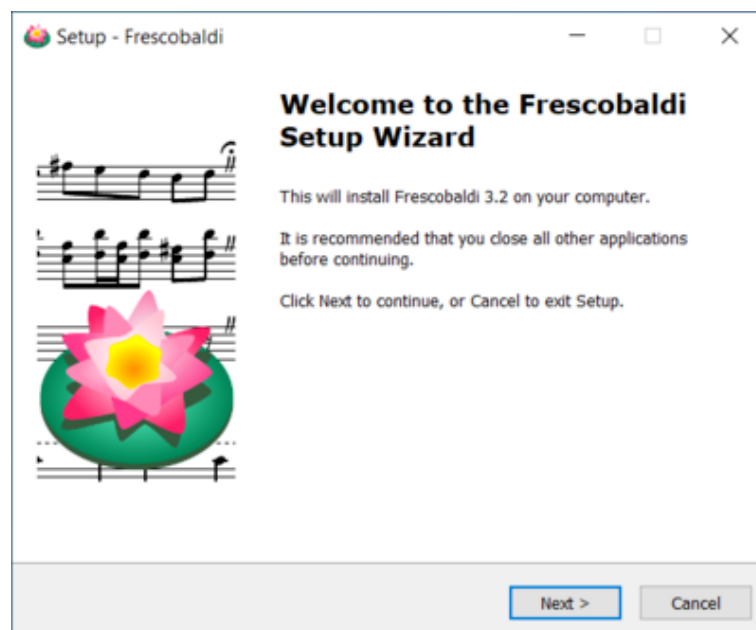 Setup - Frescobaldi
Welcome to the Frescobaldi
Setup Wizard
This will install Frescobaldi 3.2 on your computer.
It is recommended that you close all other applications
before continuing.
Click Next to continue, or Cancel to exit Setup.
Next >
Cancel